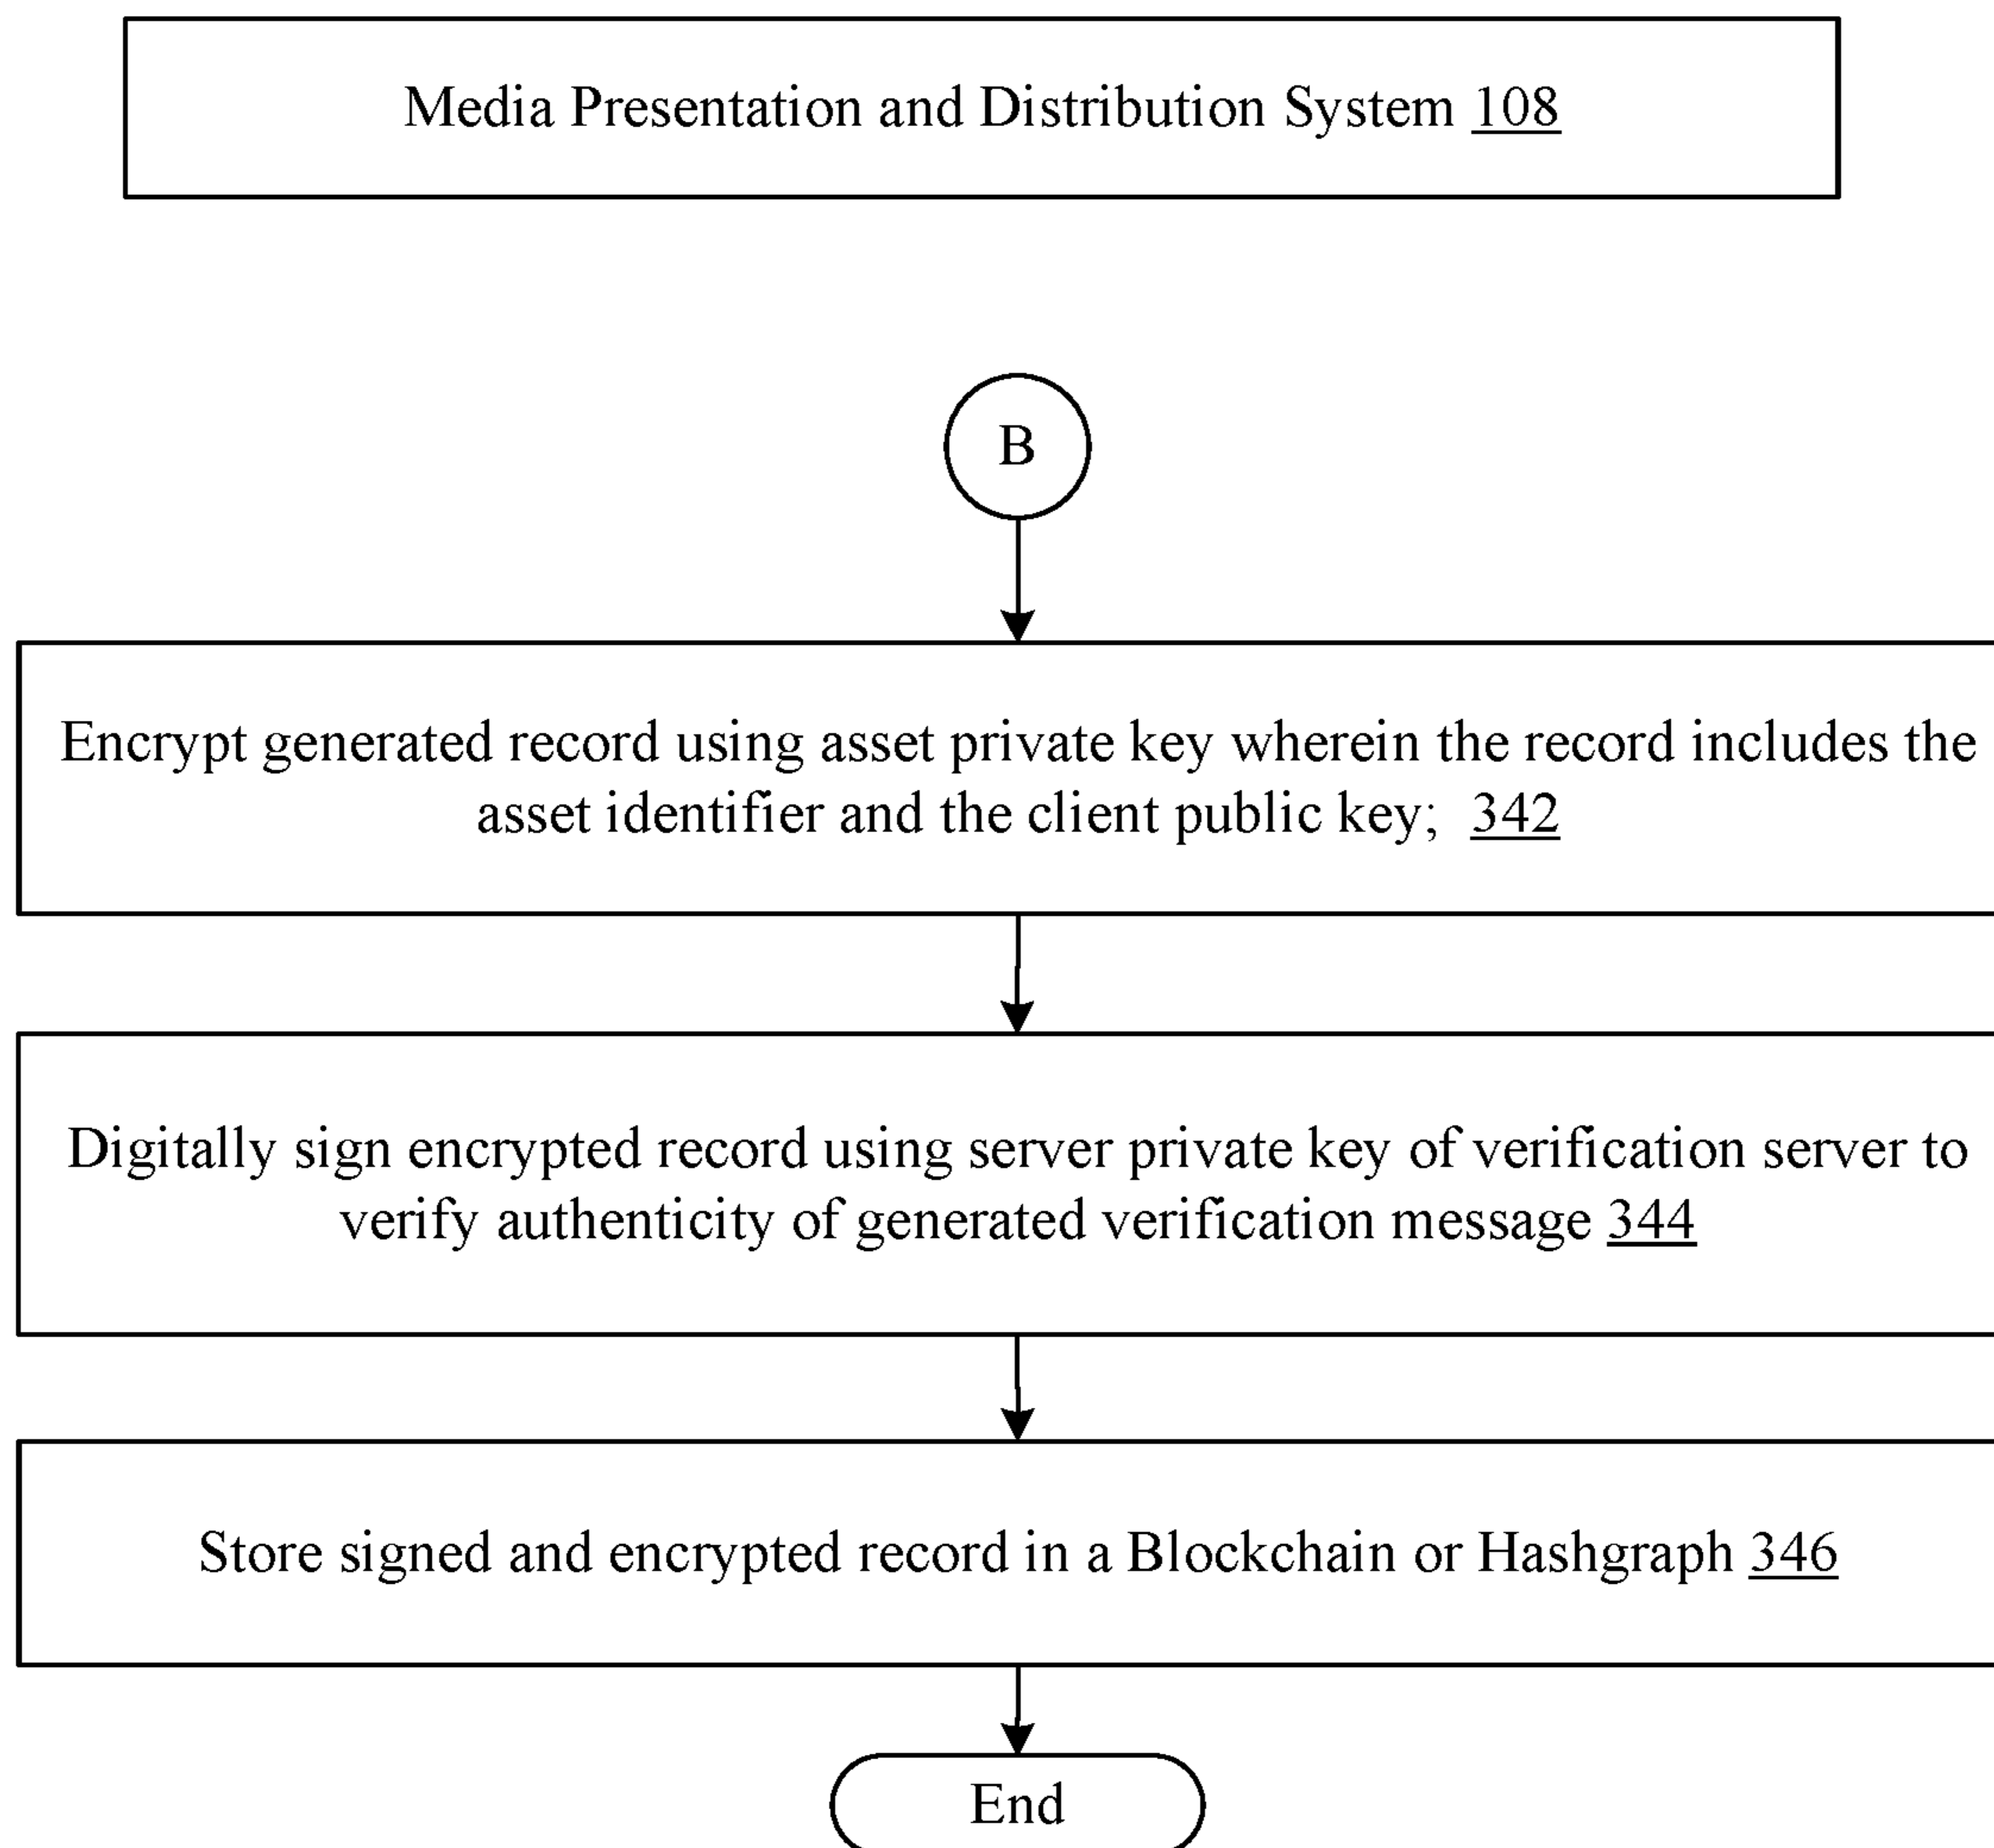 Media Presentation and Distribution System 108
B
Encrypt generated record using asset private key wherein the record includes the
asset identifier and the client public key; 342
Digitally sign encrypted record using server private key of verification server to
verify authenticity of generated verification message 344
Store signed and encrypted record in a Blockchain or Hashgraph 346
End